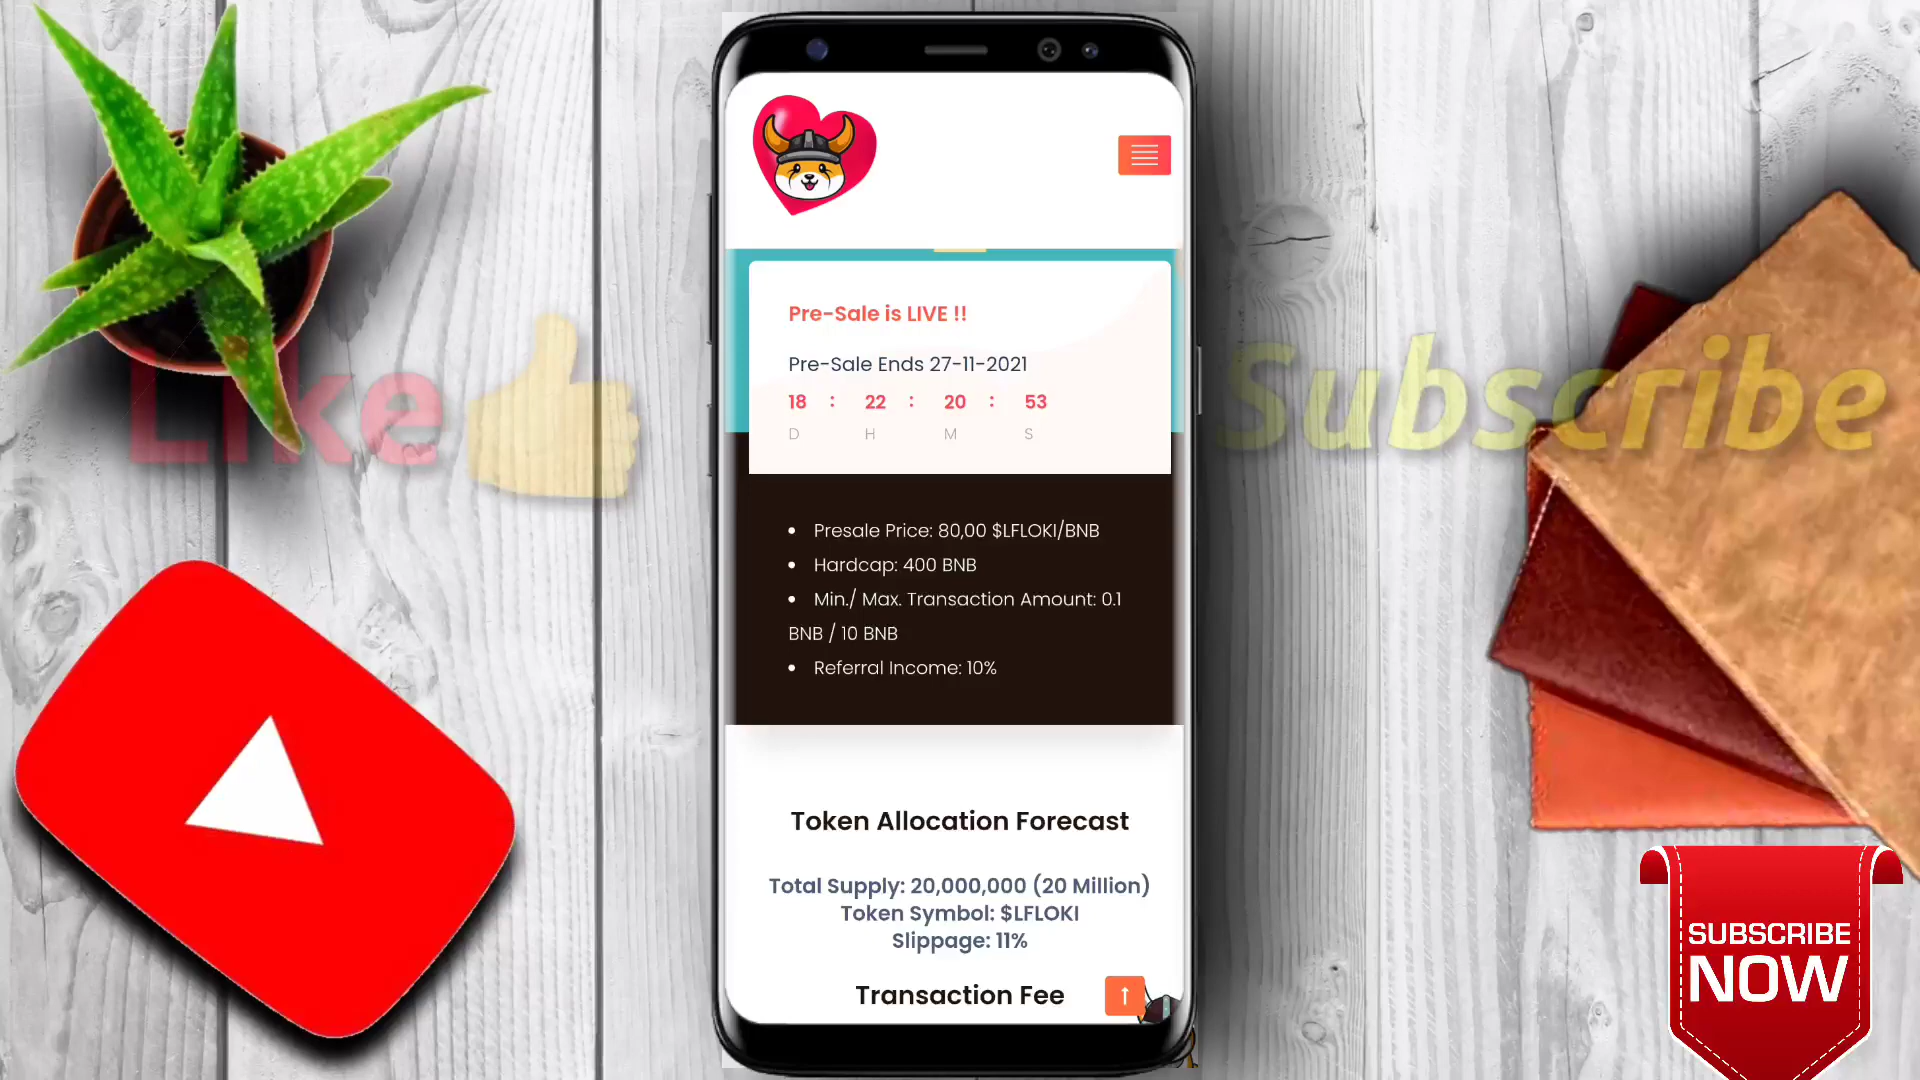 Pre-Sale is LIVE !!
Pre-Sale Ends 27-11-2021
18 : 22 : 20 : 53
D H M S
Like
Subscribe
• Presale Price: 80,00 $LFLOKI/BNB
• Hardcap: 400 BNB
• Min./ Max. Transaction Amount: 0.1
BNB / 10 BNB
• Referral Income: 10%
Token Allocation Forecast
Total Supply: 20,000,000 (20 Million)
Token Symbol: $LFLOKI
Slippage: 11%
Transaction Fee
SUBSCRIBE
NOW